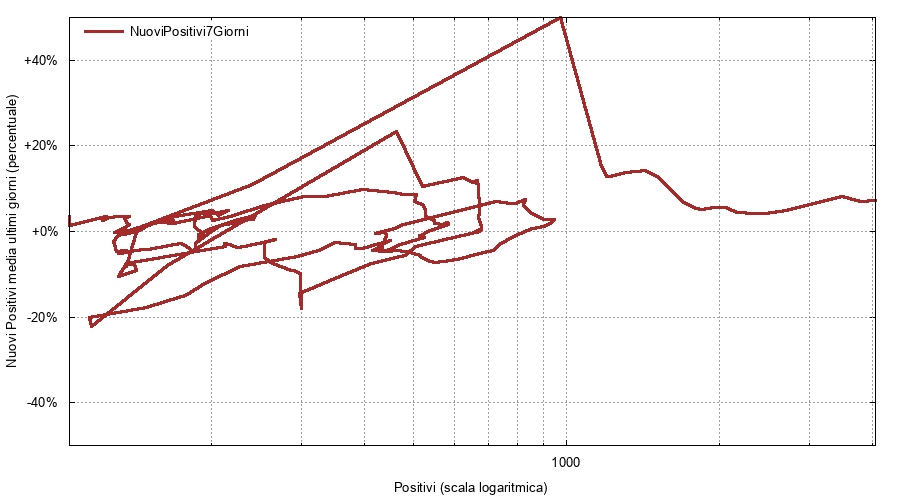 NuoviPositivi7Giorni
+40%
+20%
+0%
-20%
-40%
Nuovi Positivi media ultimi giorni (percentuale)
1000
Positivi (scala logaritmica)